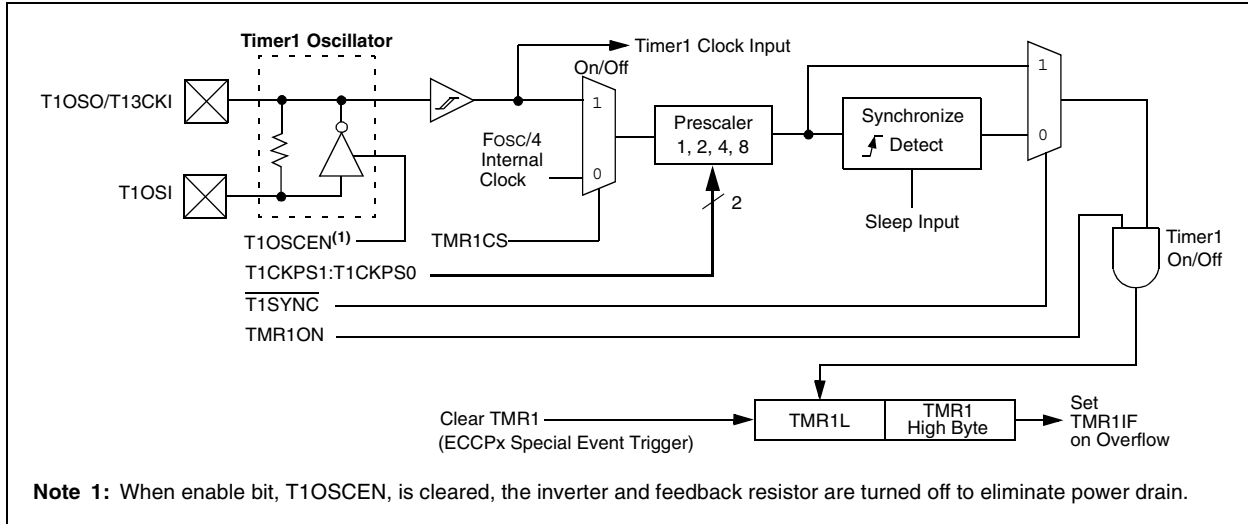 Timer1 Oscillator
Timer1 Clock Input
On/Off
1
T1OSO/T13CKI
1
FOSC/4
Internal
Clock
0
Prescaler
1, 2, 4, 8
Synchronize
Detect
0
T1OSI
2
Sleep Input
T1OSCEN(1)
TMR1CS
Timer1
On/Off
T1CKPS1:T1CKPS0
T1SYNC
TMR1ON
Clear TMR1
(ECCPx Special Event Trigger)
TMR1L
TMR1
High Byte
Set
TMR1IF
on Overflow
Note 1: When enable bit, T1OSCEN, is cleared, the inverter and feedback resistor are turned off to eliminate power drain.